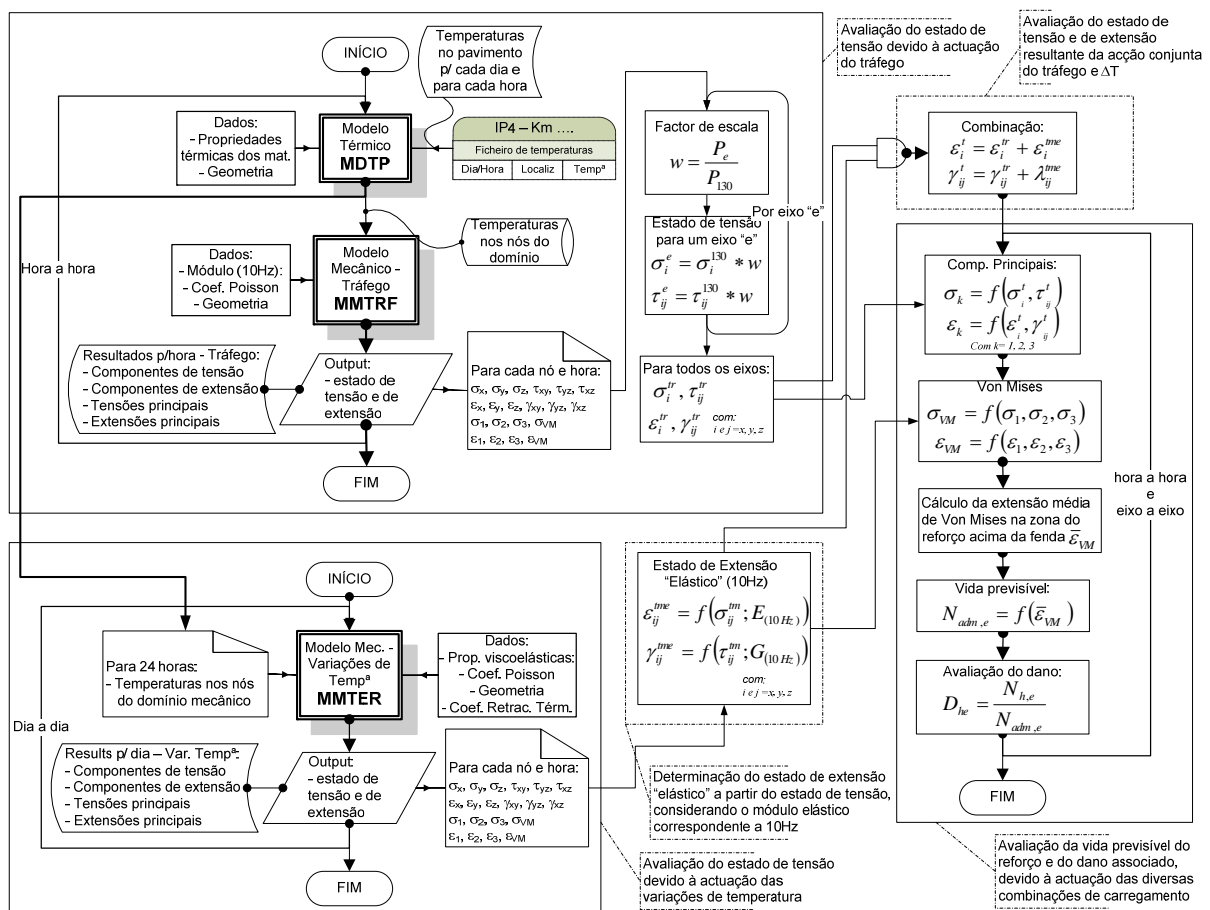 INÍCIO
Temperaturas
no pavimento
p/ cada dia e
para cada hora
Dados:
- Propriedades
térmicas dos mat.
- Geometria
Modelo
Térmico
MDTP
IP4 – Km ….
Ficheiro de temperaturas
Dia/Hora Localiz Tempª
Hora a hora
Dados:
- Módulo (10Hz):
- Coef. Poisson
- Geometria
Modelo
Mecânico -
Tráfego
MMTRF
Temperaturas
nos nós do
domínio
Resultados p/hora - Tráfego:
- Componentes de tensão
- Componentes de extensão
- Tensões principais
- Extensões principais
Output:
- estado de
tensão e de
extensão
Para cada nó e hora:
σx, σy, σz, τxy, τyz, τxz
εx, εy, εz, γxy, γyz, γxz
σ1, σ2, σ3, σVM
ε1, ε2, ε3, εVM
FIM
Factor de escala
w = Pe / P130
Por eixo “e”
Estado de tensão
para um eixo “e”
σ_i^e = σ_i^130 * w
τ_ij^e = τ_ij^130 * w
Para todos os eixos:
σ_i^tr , τ_ij^tr
ε_i^tr , γ_ij^tr com:
i e j =x, y, z
Avaliação do estado de
tensão devido à actuação
do tráfego
Avaliação do estado de
tensão e de extensão
resultante da acção conjunta
do tráfego e ΔT
Combinação:
ε_i^t = ε_i^tr + ε_i^tme
γ_ij^t = γ_ij^tr + λ_ij^tme
Comp. Principais:
σ_k = f(σ_i^t, τ_ij^t)
ε_k = f(ε_i^t, γ_ij^t)
Com k= 1, 2, 3
Von Mises
σ_VM = f(σ1, σ2, σ3)
ε_VM = f(ε1, ε2, ε3)
hora a hora
e
eixo a eixo
Cálculo da extensão média
de Von Mises na zona do
reforço acima da fenda ε̅_VM
Vida previsível:
N_adm,e = f(ε̅_VM)
Avaliação do dano:
D_he = N_h,e / N_adm,e
FIM
Avaliação da vida previsível do
reforço e do dano associado,
devido à actuação das diversas
combinações de carregamento
INÍCIO
Para 24 horas:
- Temperaturas nos nós
do domínio mecânico
Modelo Mec. -
Variações de
Tempª
MMTER
Dados:
- Prop. viscoelásticas:
- Coef. Poisson
- Geometria
- Coef. Retrac. Térm.
Dia a dia
Results p/ dia – Var. Tempª:
- Componentes de tensão
- Componentes de extensão
- Tensões principais
- Extensões principais
Output:
- estado de
tensão e de
extensão
Para cada nó e hora:
σx, σy, σz, τxy, τyz, τxz
εx, εy, εz, γxy, γyz, γxz
σ1, σ2, σ3, σVM
ε1, ε2, ε3, εVM
FIM
Estado de Extensão
“Elástico” (10Hz)
ε_ij^tme = f(σ_ij^tm; E_(10 Hz))
γ_ij^tme = f(τ_ij^tm; G_(10 Hz))
com;
i e j =x, y, z
Determinação do estado de extensão
“elástico” a partir do estado de tensão,
considerando o módulo elástico
correspondente a 10Hz
Avaliação do estado de tensão
devido à actuação das
variações de temperatura